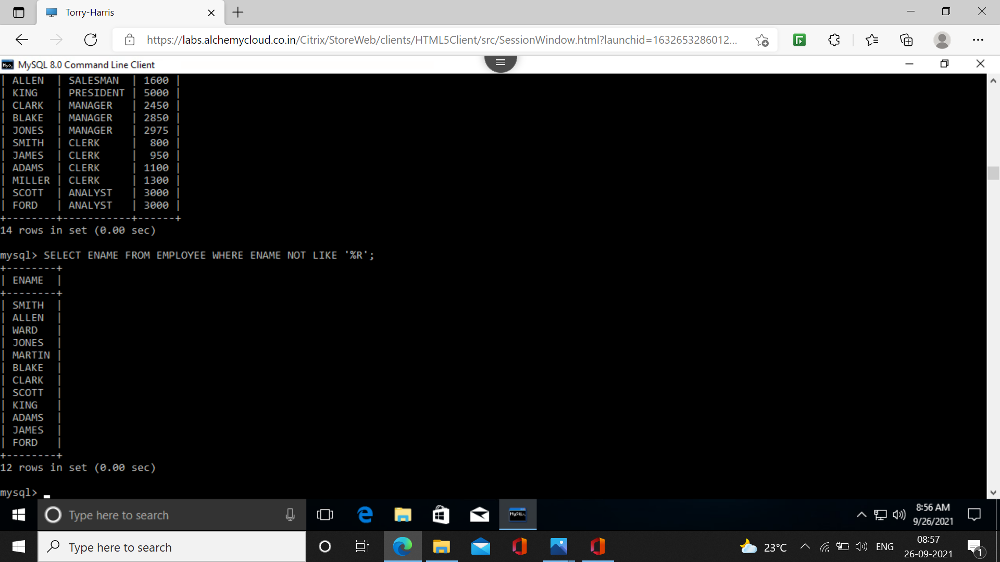 Torry-Harris
https://labs.alchemycloud.co.in/Citrix/StoreWeb/clients/HTML5Client/src/SessionWindow.html?launchid=1632653286012...
MySQL 8.0 Command Line Client
| ALLEN  | SALESMAN  | 1600 |
| KING   | PRESIDENT | 5000 |
| CLARK  | MANAGER   | 2450 |
| BLAKE  | MANAGER   | 2850 |
| JONES  | MANAGER   | 2975 |
| SMITH  | CLERK     |  800 |
| JAMES  | CLERK     |  950 |
| ADAMS  | CLERK     | 1100 |
| MILLER | CLERK     | 1300 |
| SCOTT  | ANALYST   | 3000 |
| FORD   | ANALYST   | 3000 |
+--------+-----------+------+
14 rows in set (0.00 sec)
mysql> SELECT ENAME FROM EMPLOYEE WHERE ENAME NOT LIKE '%R';
+--------+
| ENAME  |
+--------+
| SMITH  |
| ALLEN  |
| WARD   |
| JONES  |
| MARTIN |
| BLAKE  |
| CLARK  |
| SCOTT  |
| KING   |
| ADAMS  |
| JAMES  |
| FORD   |
+--------+
12 rows in set (0.00 sec)
mysql> _
Type here to search
8:56 AM
9/26/2021
Type here to search
23°C
ENG
08:57
26-09-2021
1